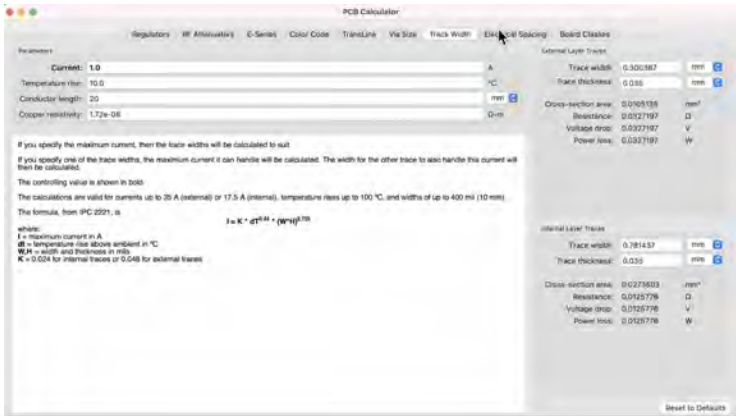 PCB Calculator
Regulators RF Attenuators E-Series Color Code TransLine Via Size Track Width Electrical Spacing Board Classes
Parameters
Current: 1.0 A
Temperature rise: 10.0 °C
Conductor length: 20 mm
Copper resistivity: 1.72e-08 Ω-m
If you specify the maximum current, then the trace widths will be calculated to suit.
If you specify one of the trace widths, the maximum current it can handle will be calculated. The width for the other trace to also handle this current will
then be calculated.
The controlling value is shown in bold.
The calculations are valid for currents up to 35 A (external) or 17.5 A (internal), temperature rises up to 100 °C, and widths of up to 400 mil (10 mm).
The formula, from IPC 2221, is
I = K * dT^0.44 * (W*H)^0.725
where:
I = maximum current in A
dt = temperature rise above ambient in °C
W,H = width and thickness in mils
K = 0.024 for internal traces or 0.048 for external traces
External Layer Traces
Trace width: 0.300387 mm
Trace thickness: 0.035 mm
Cross-section area: 0.0105135 mm²
Resistance: 0.0327197 Ω
Voltage drop: 0.0327197 V
Power loss: 0.0327197 W
Internal Layer Traces
Trace width: 0.781437 mm
Trace thickness: 0.035 mm
Cross-section area: 0.0273503 mm²
Resistance: 0.0125776 Ω
Voltage drop: 0.0125776 V
Power loss: 0.0125776 W
Reset to Defaults